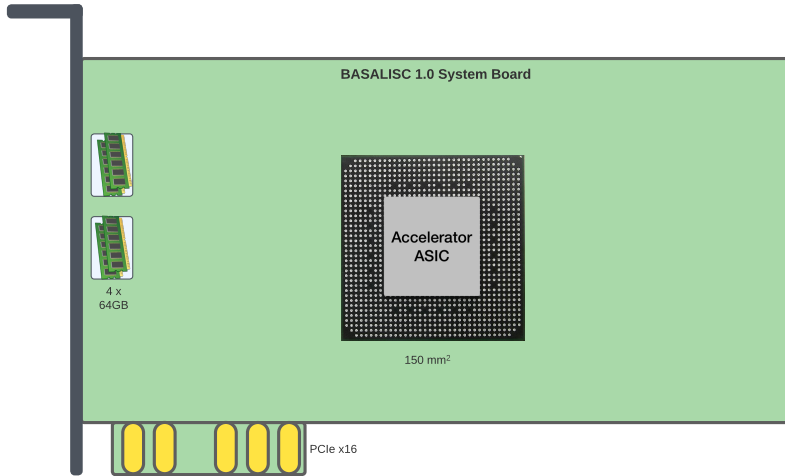 BASALISC 1.0 System Board
Accelerator
ASIC
4 x
64GB
150 mm²
PCIe x16